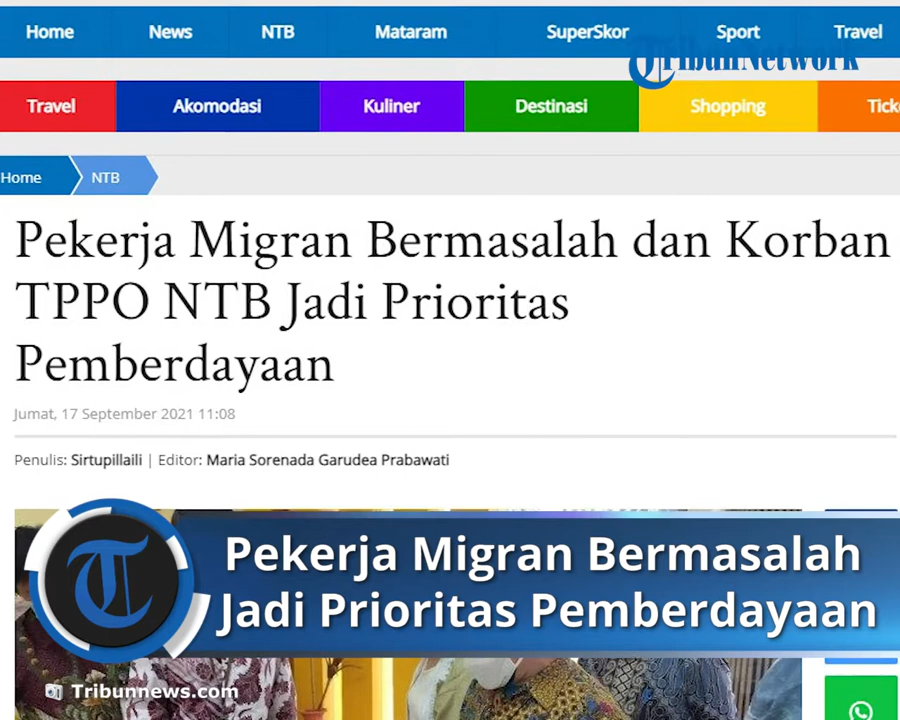 Home News NTB Mataram SuperSkor Sport Travel
TribunNetwork
Travel Akomodasi Kuliner Destinasi Shopping
Home NTB
Pekerja Migran Bermasalah dan Korban
TPPO NTB Jadi Prioritas
Pemberdayaan
Jumat, 17 September 2021 11:08
Penulis: Sirtupillaili | Editor: Maria Sorenada Garudea Prabawati
Pekerja Migran Bermasalah
Jadi Prioritas Pemberdayaan
T
Tribunnews.com